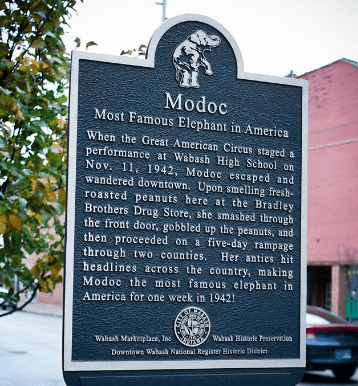 Modoc
Most Famous Elephant in America
When the Great American Circus staged a
performance at Wabash High School on
Nov. 11, 1942, Modoc escaped and
wandered downtown. Upon smelling fresh-
roasted peanuts here at the Bradley
Brothers Drug Store, she smashed through
the front door, gobbled up the peanuts, and
then proceeded on a five-day rampage
through two counties. Her antics hit
headlines across the country, making
Modoc the most famous elephant in
America for one week in 1942!
Wabash Marketplace, Inc Wabash Historic Preservation
Downtown Wabash National Register Historic District